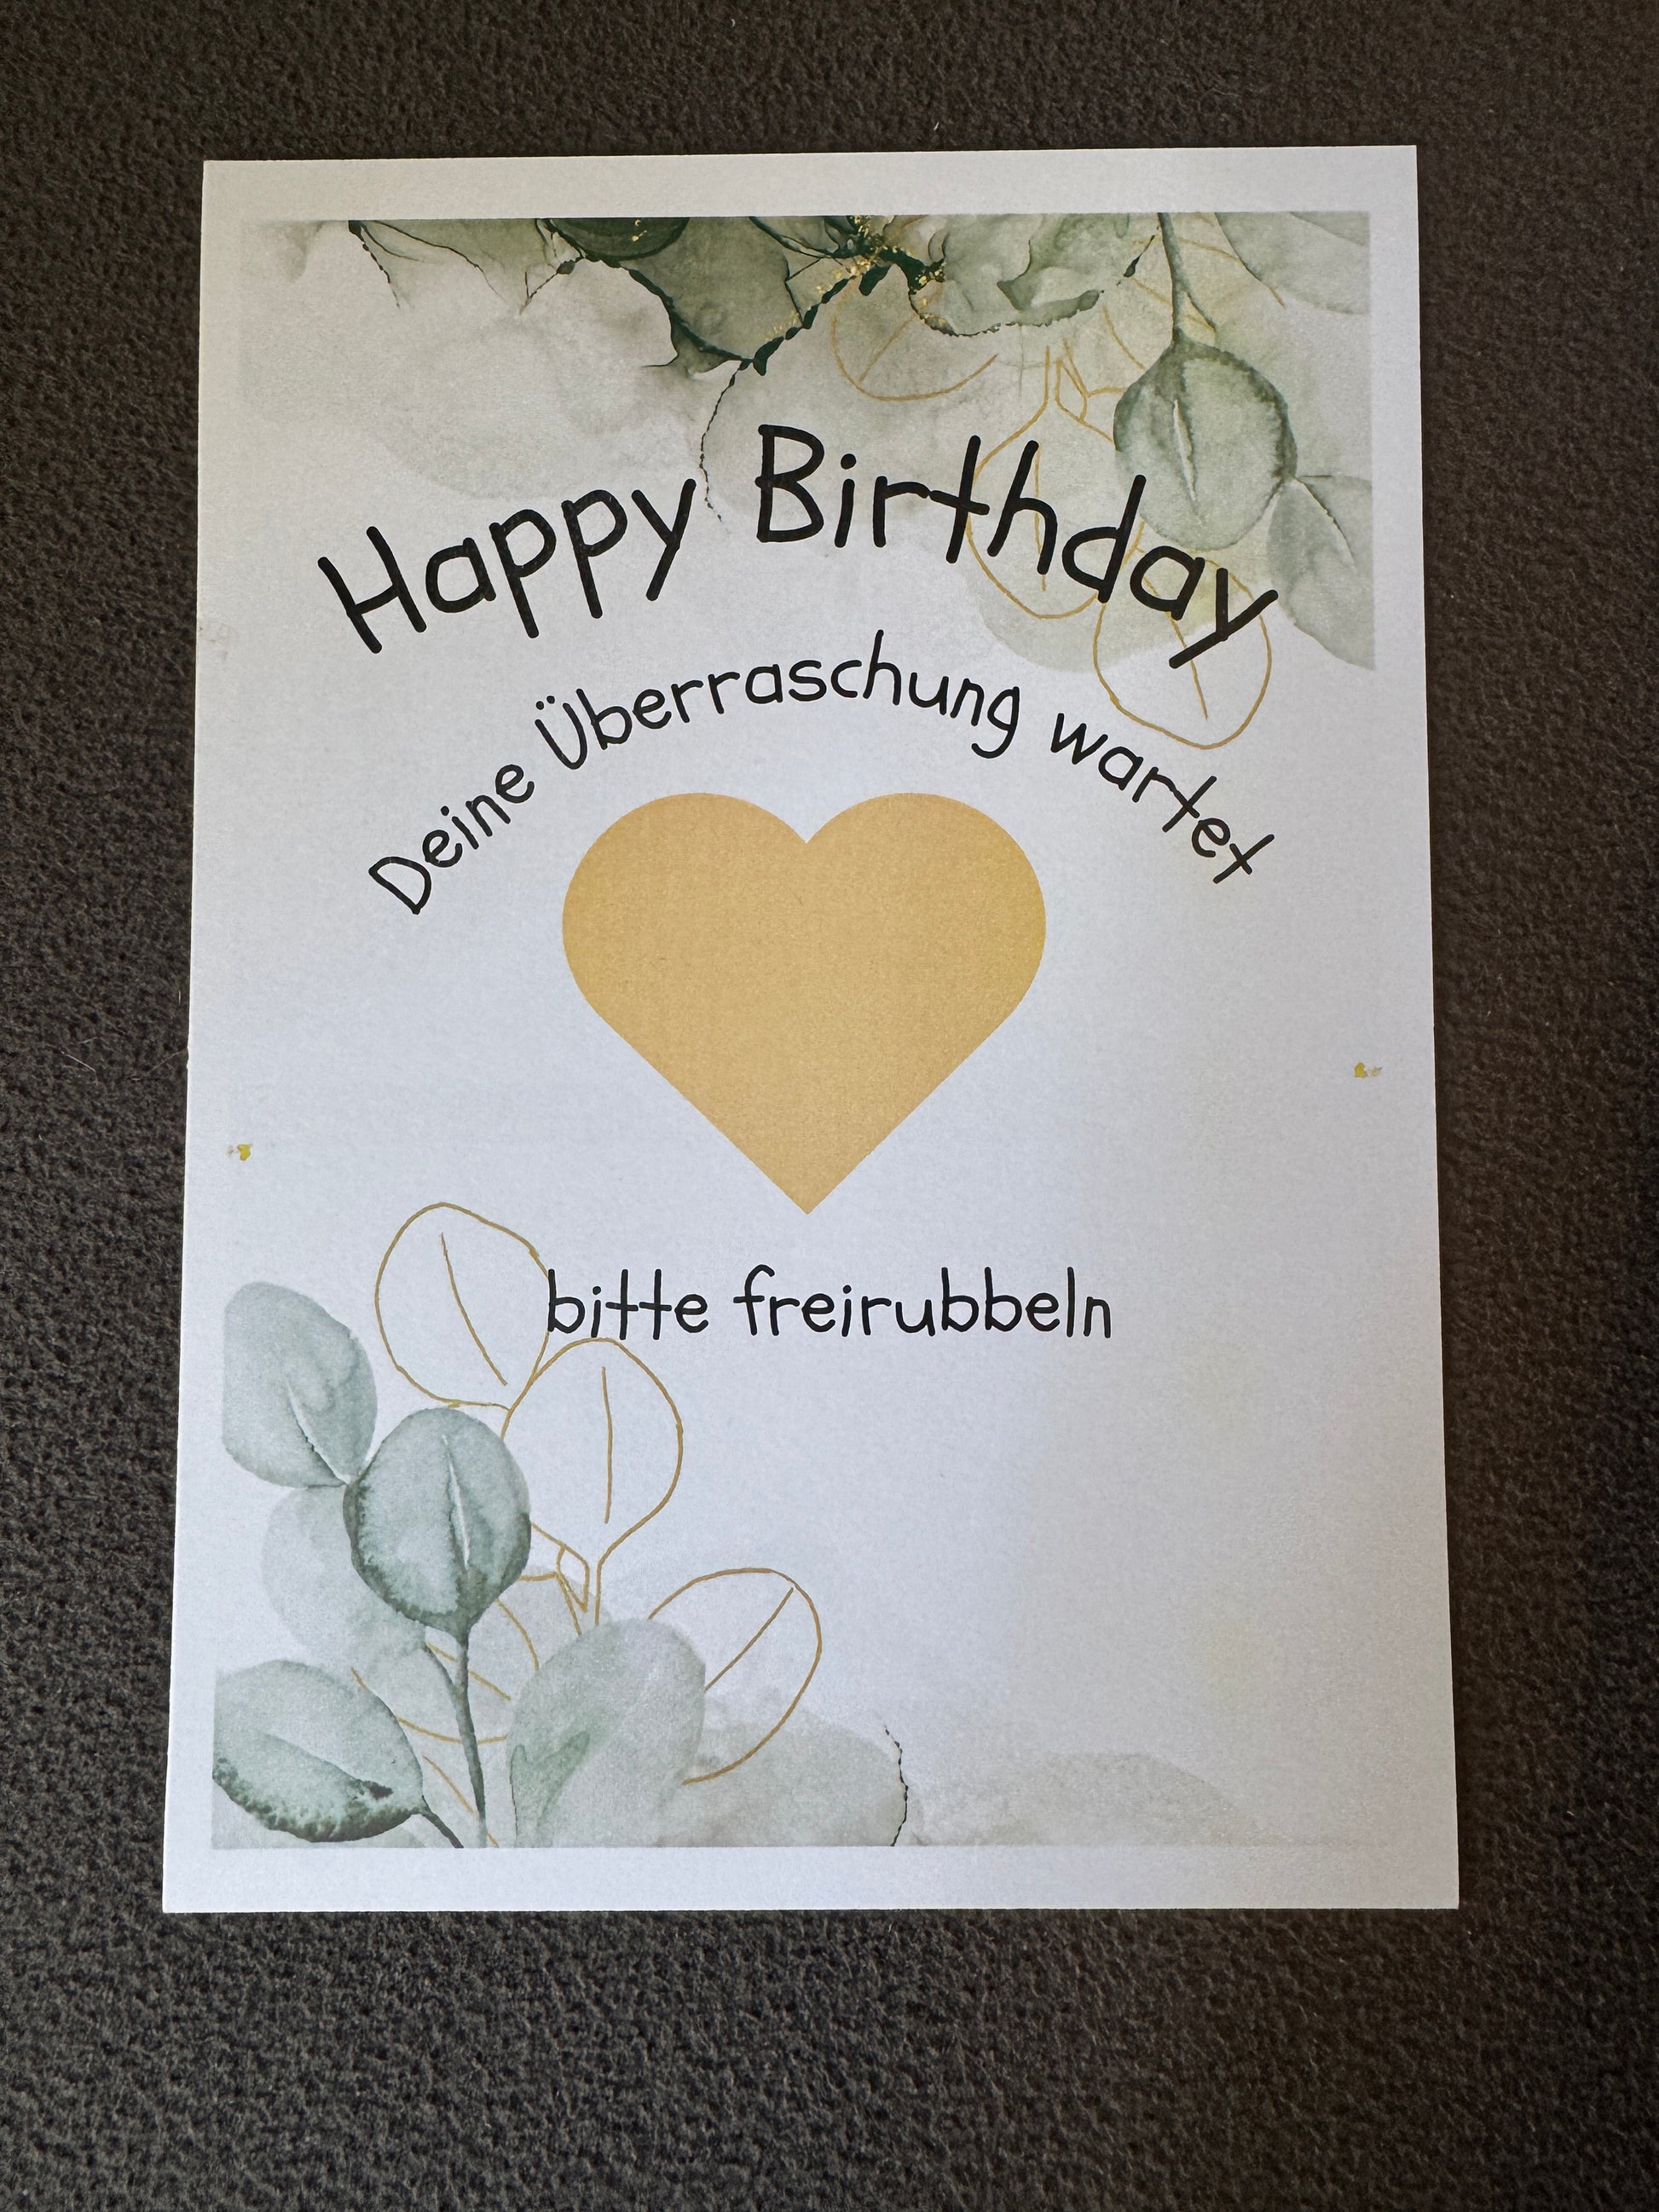 Happy Birthday
Deine Überraschung wartet
bitte freirubbeln